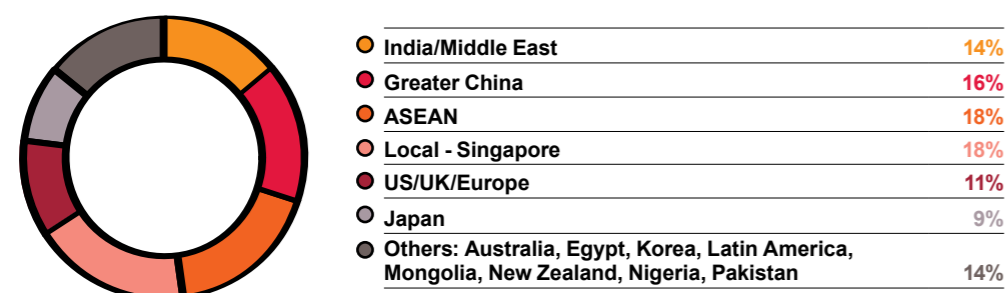 India/Middle East 14%
Greater China 16%
ASEAN 18%
Local - Singapore 18%
US/UK/Europe 11%
Japan 9%
Others: Australia, Egypt, Korea, Latin America,
Mongolia, New Zealand, Nigeria, Pakistan 14%